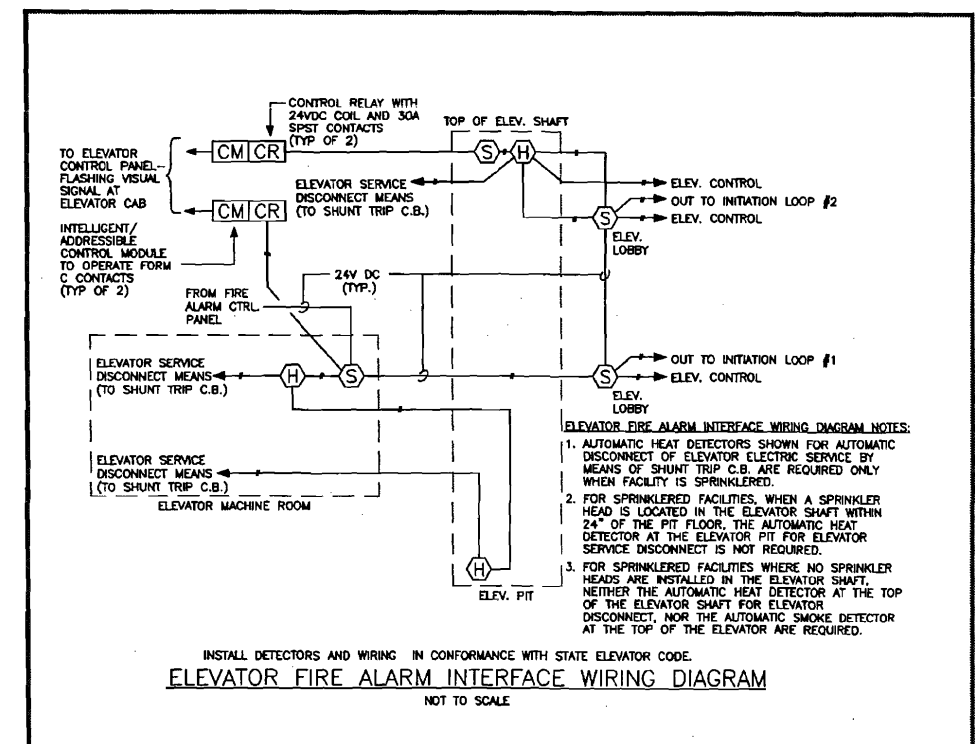 CONTROL RELAY WITH
24VDC COIL AND 30A
SPST CONTACTS
(TYP OF 2)
TOP OF ELEV. SHAFT
TO ELEVATOR
CONTROL PANEL-
FLASHING VISUAL
SIGNAL AT
ELEVATOR CAB
CM CR
S H
ELEVATOR SERVICE
DISCONNECT MEANS
(TO SHUNT TRIP C.B.)
ELEV. CONTROL
OUT TO INITIATION LOOP #2
ELEV. CONTROL
S
ELEV.
LOBBY
CM CR
INTELLIGENT/
ADDRESSIBLE
CONTROL MODULE
TO OPERATE FORM
C CONTACTS
(TYP OF 2)
24V DC
(TYP.)
FROM FIRE
ALARM CTRL.
PANEL
ELEVATOR SERVICE
DISCONNECT MEANS
(TO SHUNT TRIP C.B.)
H S
S
OUT TO INITIATION LOOP #1
ELEV. CONTROL
ELEV.
LOBBY
ELEVATOR SERVICE
DISCONNECT MEANS
(TO SHUNT TRIP C.B.)
ELEVATOR MACHINE ROOM
H
ELEV. PIT
ELEVATOR FIRE ALARM INTERFACE WIRING DIAGRAM NOTES:
1. AUTOMATIC HEAT DETECTORS SHOWN FOR AUTOMATIC
DISCONNECT OF ELEVATOR ELECTRIC SERVICE BY
MEANS OF SHUNT TRIP C.B. ARE REQUIRED ONLY
WHEN FACILITY IS SPRINKLERED.
2. FOR SPRINKLERED FACILITIES, WHEN A SPRINKLER
HEAD IS LOCATED IN THE ELEVATOR SHAFT WITHIN
24" OF THE PIT FLOOR, THE AUTOMATIC HEAT
DETECTOR AT THE ELEVATOR PIT FOR ELEVATOR
SERVICE DISCONNECT IS NOT REQUIRED.
3. FOR SPRINKLERED FACILITIES WHERE NO SPRINKLER
HEADS ARE INSTALLED IN THE ELEVATOR SHAFT,
NEITHER THE AUTOMATIC HEAT DETECTOR AT THE TOP
OF THE ELEVATOR SHAFT FOR ELEVATOR
DISCONNECT, NOR THE AUTOMATIC SMOKE DETECTOR
AT THE TOP OF THE ELEVATOR ARE REQUIRED.
INSTALL DETECTORS AND WIRING IN CONFORMANCE WITH STATE ELEVATOR CODE.
ELEVATOR FIRE ALARM INTERFACE WIRING DIAGRAM
NOT TO SCALE